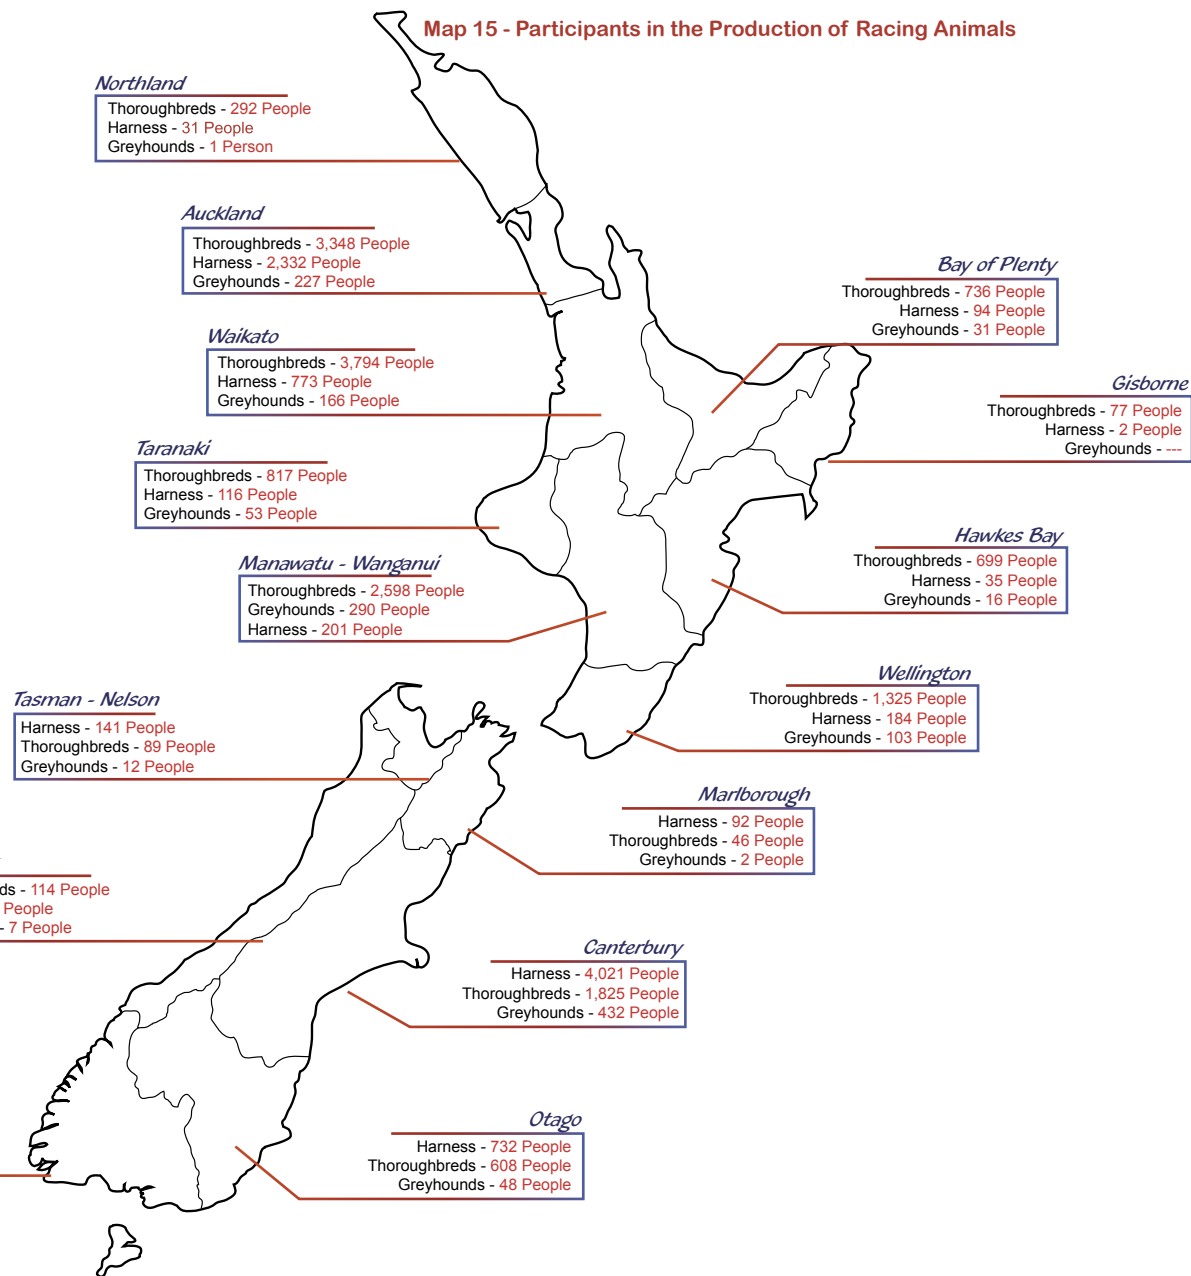 Map 15 - Participants in the Production of Racing Animals
Northland
Thoroughbreds - 292 People
Harness - 31 People
Greyhounds - 1 Person
Auckland
Thoroughbreds - 3,348 People
Harness - 2,332 People
Greyhounds - 227 People
Bay of Plenty
Thoroughbreds - 736 People
Harness - 94 People
Greyhounds - 31 People
Waikato
Thoroughbreds - 3,794 People
Harness - 773 People
Greyhounds - 166 People
Gisborne
Thoroughbreds - 77 People
Harness - 2 People
Greyhounds - ---
Taranaki
Thoroughbreds - 817 People
Harness - 116 People
Greyhounds - 53 People
Hawkes Bay
Thoroughbreds - 699 People
Harness - 35 People
Greyhounds - 16 People
Manawatu - Wanganui
Thoroughbreds - 2,598 People
Greyhounds - 290 People
Harness - 201 People
Wellington
Thoroughbreds - 1,325 People
Harness - 184 People
Greyhounds - 103 People
Tasman - Nelson
Harness - 141 People
Thoroughbreds - 89 People
Greyhounds - 12 People
Marlborough
Harness - 92 People
Thoroughbreds - 46 People
Greyhounds - 2 People
ds - 114 People
People
- 7 People
Canterbury
Harness - 4,021 People
Thoroughbreds - 1,825 People
Greyhounds - 432 People
Otago
Harness - 732 People
Thoroughbreds - 608 People
Greyhounds - 48 People